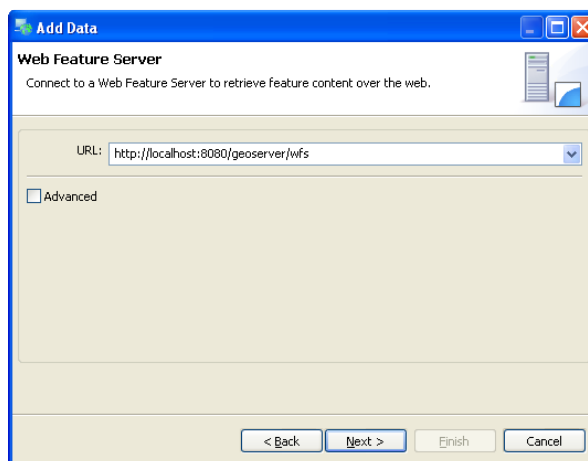 Add Data
Web Feature Server
Connect to a Web Feature Server to retrieve feature content over the web.
URL: http://localhost:8080/geoserver/wfs
Advanced
< Back Next > Finish Cancel